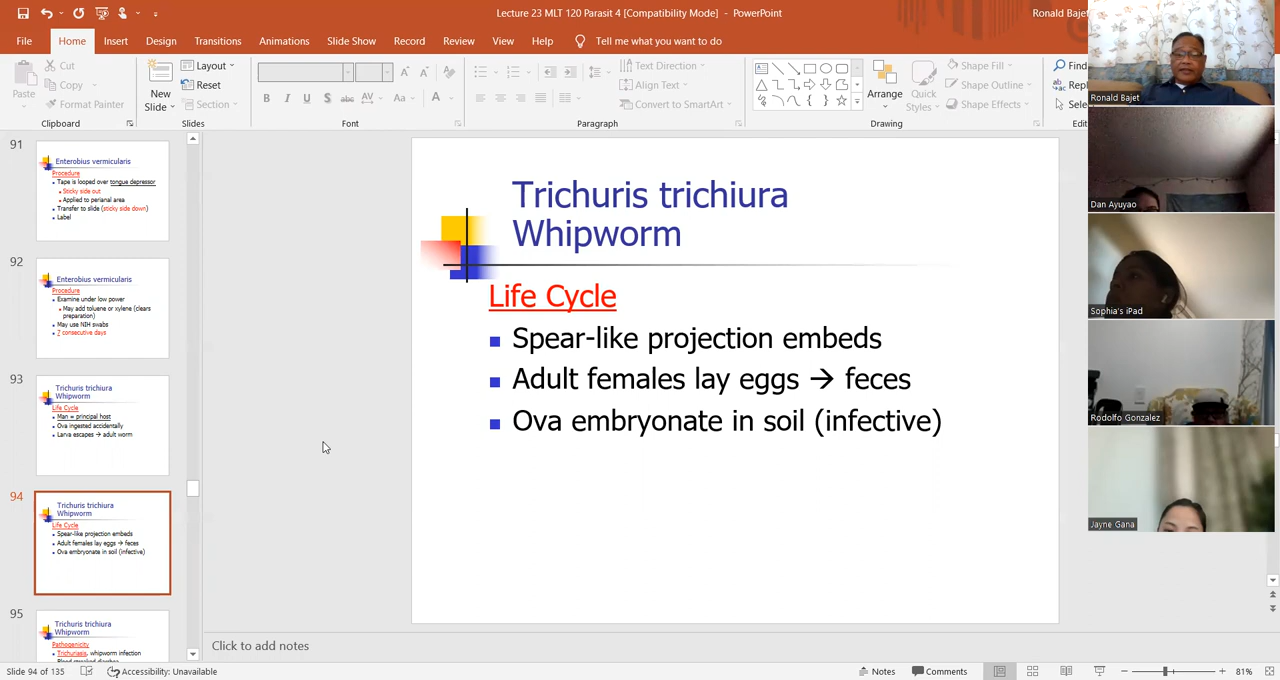 Lecture 23 MLT 120 Parasit 4 [Compatibility Mode] - PowerPoint
Ronald Bajet
File Home Insert Design Transitions Animations Slide Show Record Review View Help Tell me what you want to do
Paste
Cut
Copy
Format Painter
Clipboard
New
Slide
Layout
Reset
Section
Slides
B I U S abc AV Aa A
Font
Text Direction
Align Text
Convert to SmartArt
Paragraph
Arrange
Quick
Styles
Shape Fill
Shape Outline
Shape Effects
Drawing
Find
Repl
Sele
Edit
91
Enterobius vermicularis
Procedure
Tape is looped over tongue depressor
Sticky side out
Applied to perianal area
Transfer to slide (sticky side down)
Label
92
Enterobius vermicularis
Procedure
Examine under low power
May add toluene or xylene (clears
preparation)
May use NIH swabs
7 consecutive days
93
Trichuris trichiura
Whipworm
Life Cycle
Man = principal host
Ova ingested accidentally
Larva escapes → adult worm
94
Trichuris trichiura
Whipworm
Life Cycle
Spear-like projection embeds
Adult females lay eggs → feces
Ova embryonate in soil (infective)
95
Trichuris trichiura
Whipworm
Pathogenicity
Trichuriasis, whipworm infection
Trichuris trichiura
Whipworm
Life Cycle
Spear-like projection embeds
Adult females lay eggs → feces
Ova embryonate in soil (infective)
Click to add notes
Ronald Bajet
Dan Ayuyao
Sophia's iPad
Rodolfo Gonzalez
Jayne Gana
Slide 94 of 135 Accessibility: Unavailable Notes Comments 81%